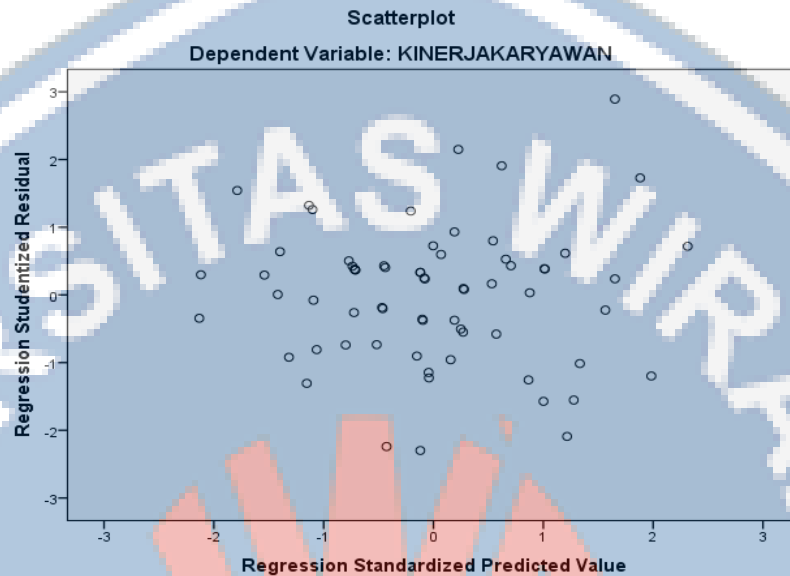 Scatterplot
Dependent Variable: KINERJAKARYAWAN
SITAS WIRA
Regression Studentized Residual
3
2
1
0
-1
-2
-3
-3 -2 -1 0 1 2 3
Regression Standardized Predicted Value